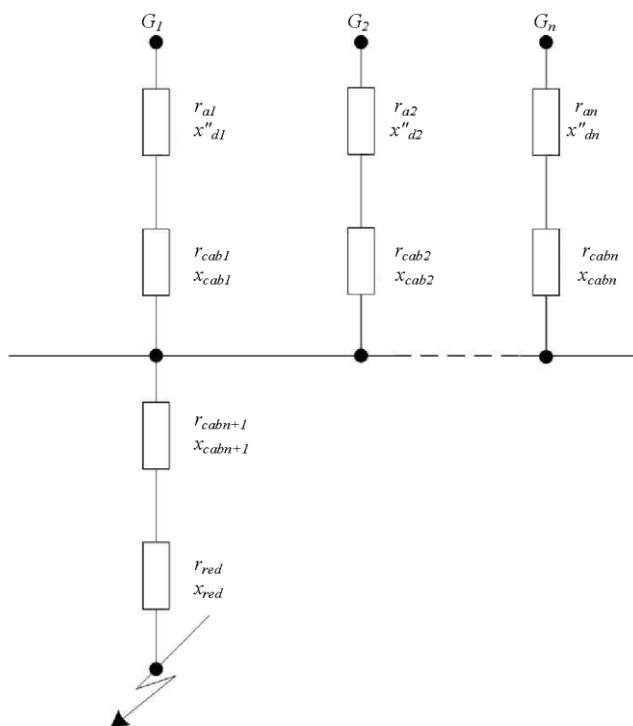 G1 G2 Gn
ra1 ra2 ran
x"d1 x"d2 x"dn
rcab1 rcab2 rcabn
xcab1 xcab2 xcabn
rcabn+1
xcabn+1
rred
xred